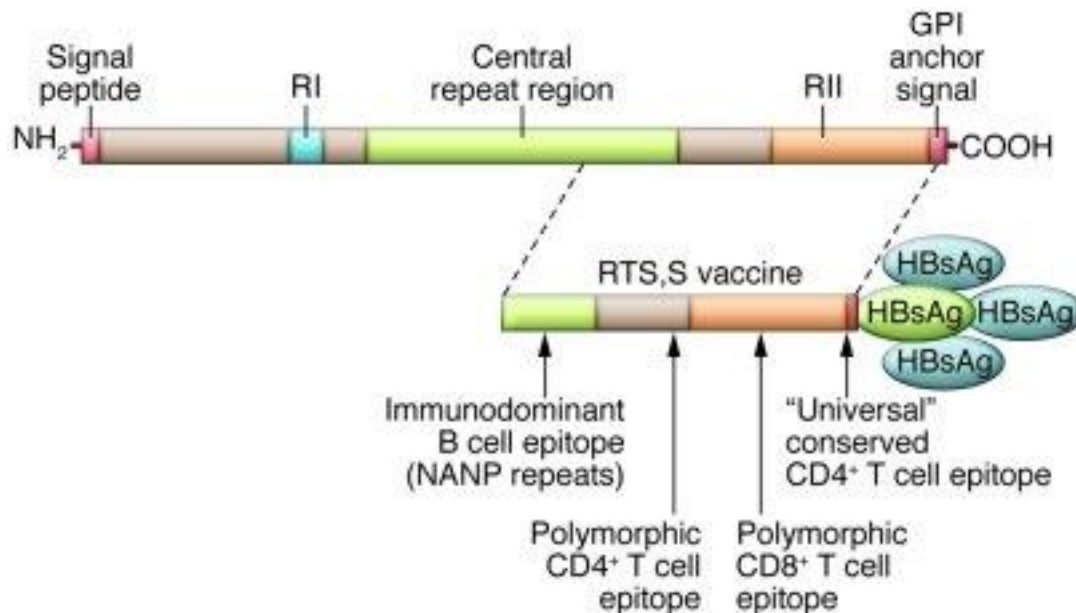 Signal
peptide
RI
Central
repeat region
RII
GPI
anchor
signal
NH₂
COOH
RTS,S vaccine
HBsAg
HBsAg
HBsAg
HBsAg
Immunodominant
B cell epitope
(NANP repeats)
"Universal"
conserved
CD4⁺ T cell epitope
Polymorphic
CD4⁺ T cell
epitope
Polymorphic
CD8⁺ T cell
epitope